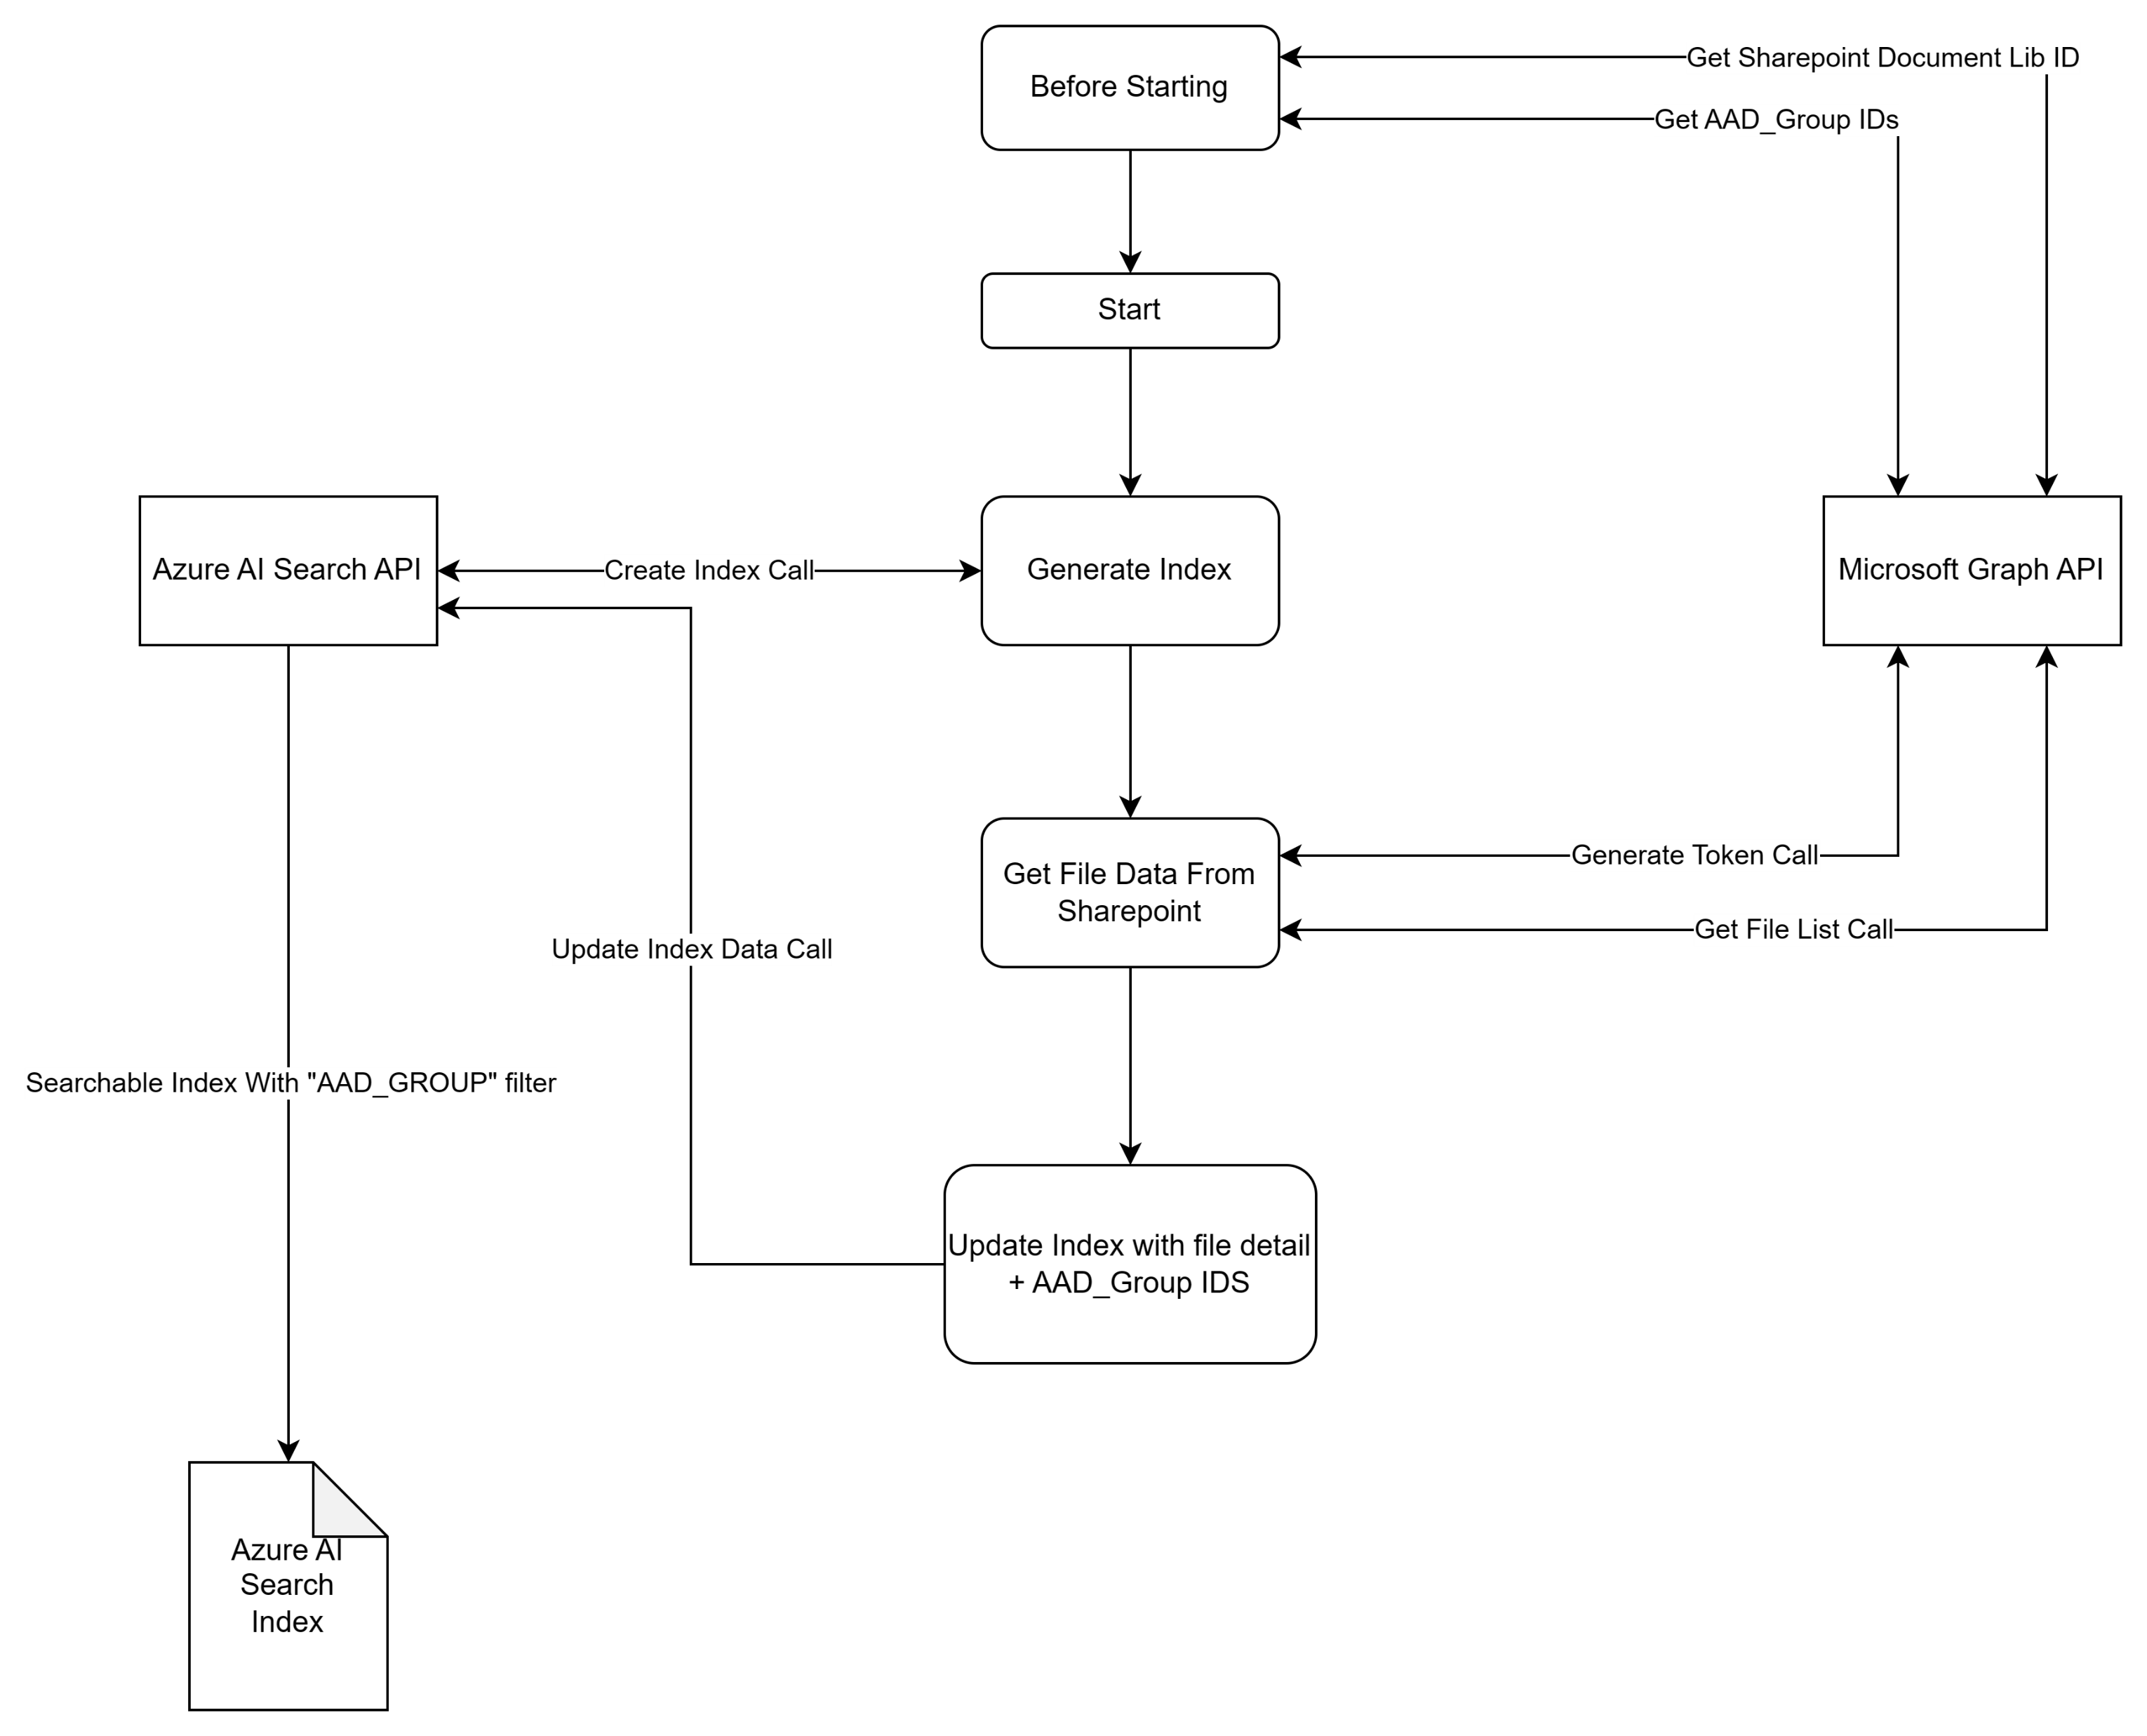 Before Starting
Get Sharepoint Document Lib ID
Get AAD_Group IDs
Start
Azure AI Search API
Create Index Call
Generate Index
Microsoft Graph API
Get File Data From
Sharepoint
Generate Token Call
Get File List Call
Update Index Data Call
Searchable Index With "AAD_GROUP" filter
Update Index with file detail
+ AAD_Group IDS
Azure AI
Search
Index